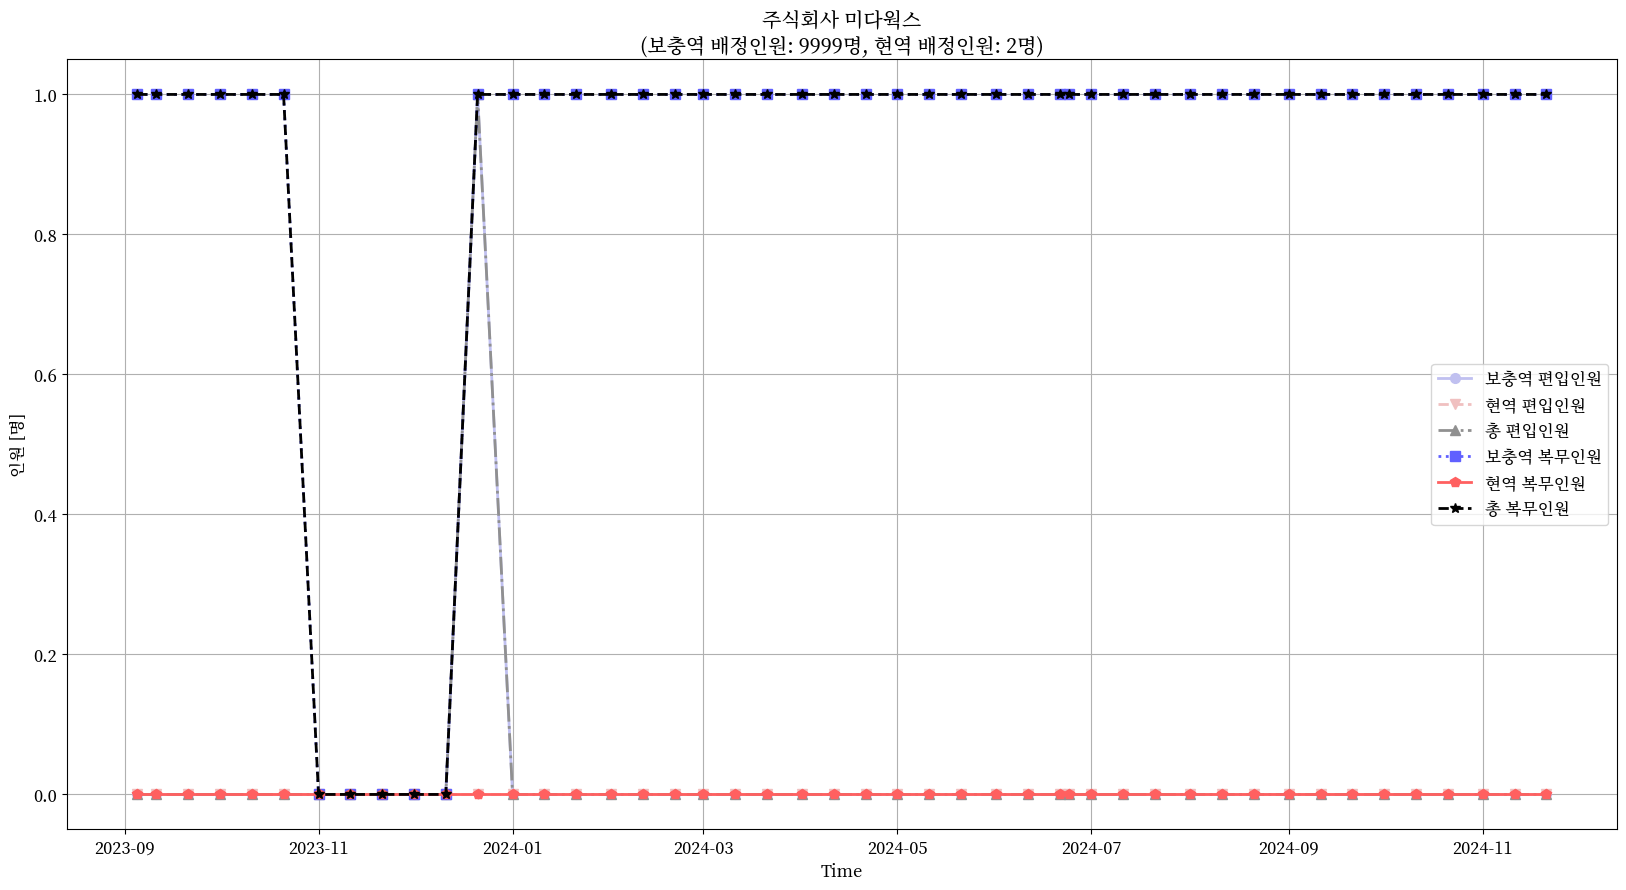 주식회사 미다웍스
(보충역 배정인원: 9999명, 현역 배정인원: 2명)
인원 [명]
1.0
0.8
0.6
0.4
0.2
0.0
보충역 편입인원
현역 편입인원
총 편입인원
보충역 복무인원
현역 복무인원
총 복무인원
2023-09 2023-11 2024-01 2024-03 2024-05 2024-07 2024-09 2024-11
Time